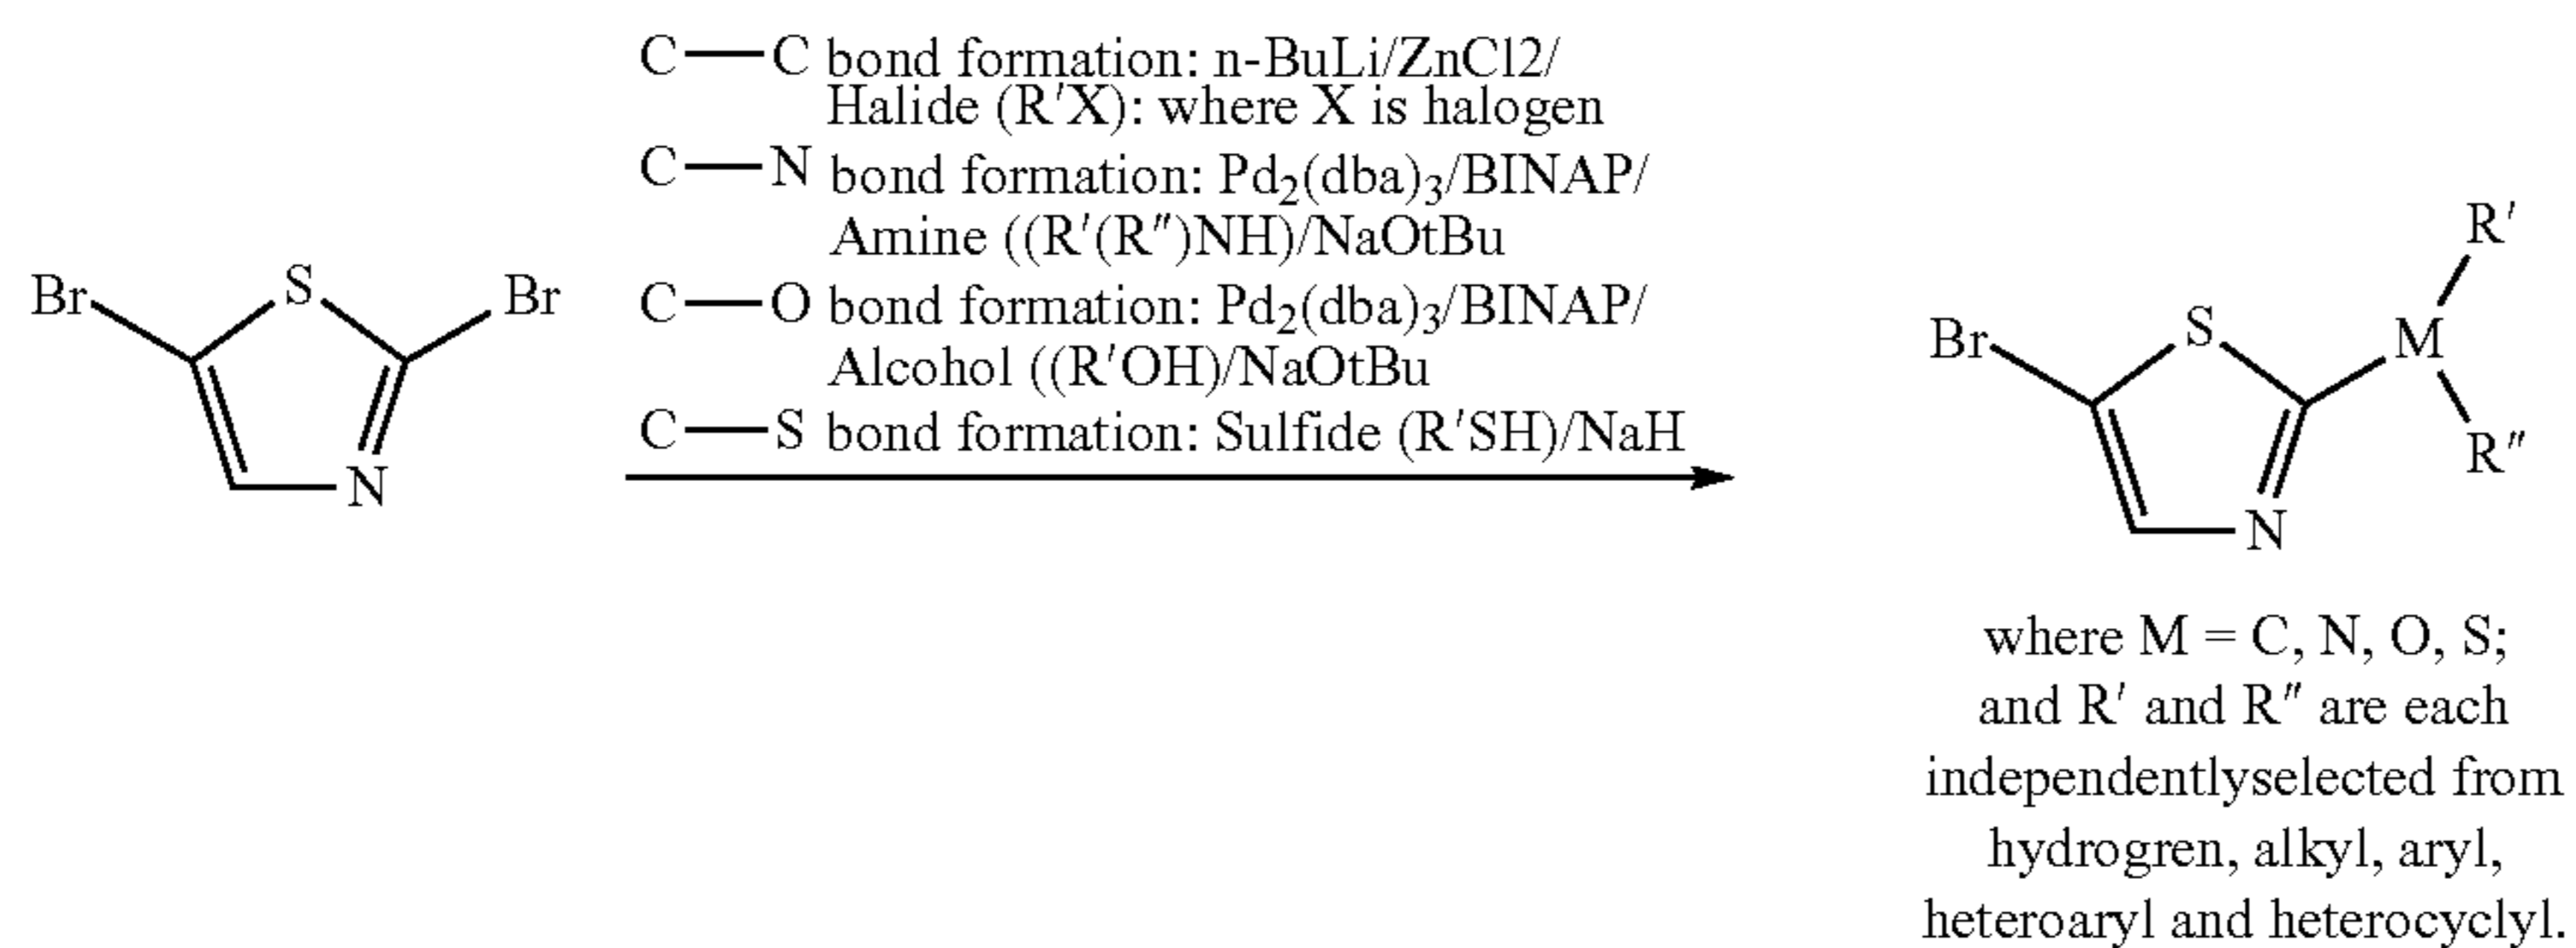 C—C bond formation: n-BuLi/ZnCl2/
Halide (R'X): where X is halogen
C—N bond formation: Pd2(dba)3/BINAP/
Amine ((R'(R")NH)/NaOtBu
C—O bond formation: Pd2(dba)3/BINAP/
Alcohol ((R'OH)/NaOtBu
C—S bond formation: Sulfide (R'SH)/NaH
Br S Br
N
R'
Br S M
R"
N
where M = C, N, O, S;
and R' and R" are each
independentlyselected from
hydrogren, alkyl, aryl,
heteroaryl and heterocyclyl.